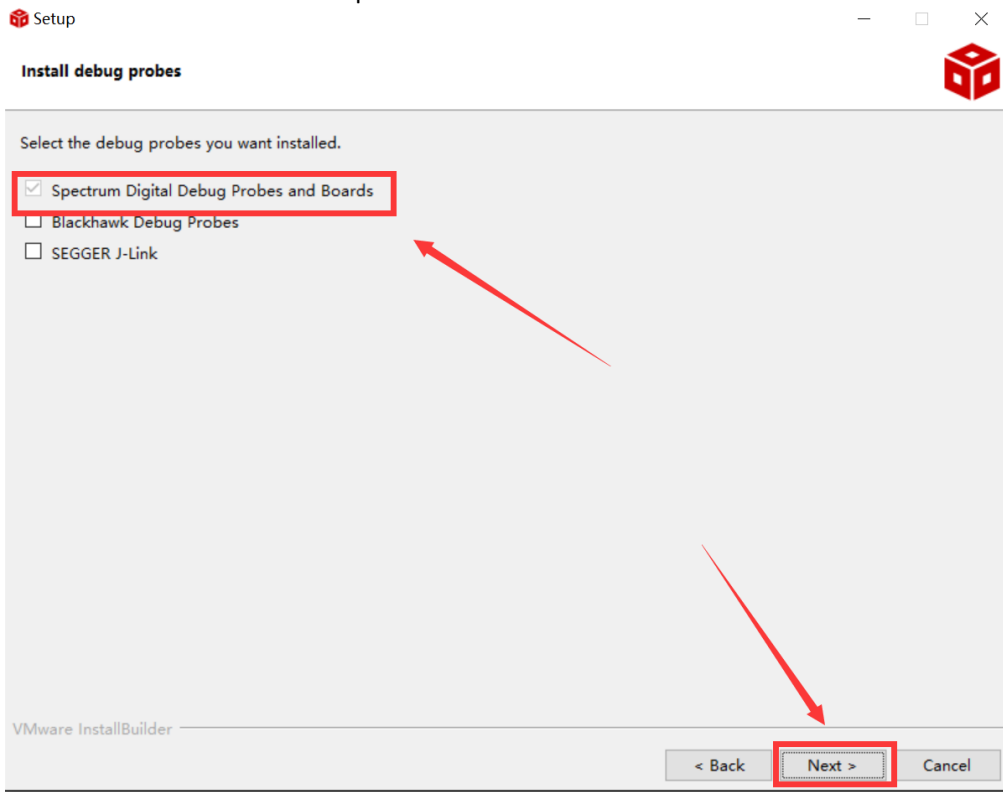 Setup
Install debug probes
Select the debug probes you want installed.
Spectrum Digital Debug Probes and Boards
Blackhawk Debug Probes
SEGGER J-Link
VMware InstallBuilder
< Back
Next >
Cancel